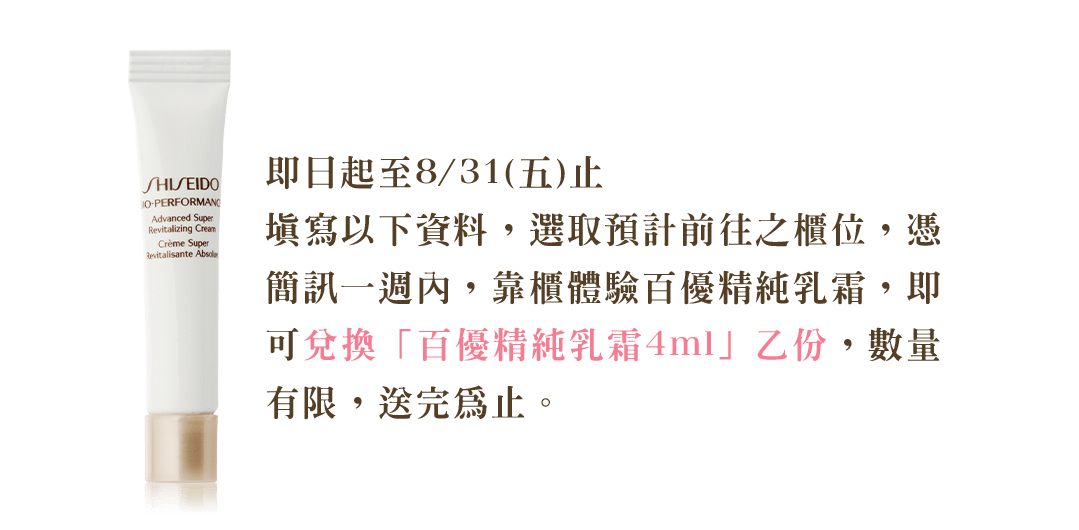 SHISEIDO
IO-PERFORMANC
Advanced Super
Revitalizing Cream
Crème Super
Revitalisante Absolue
即日起至8/31(五)止
填寫以下資料，選取預計前往之櫃位，憑
簡訊一週內，靠櫃體驗百優精純乳霜，即
可兌換「百優精純乳霜4ml」乙份，數量
有限，送完為止。